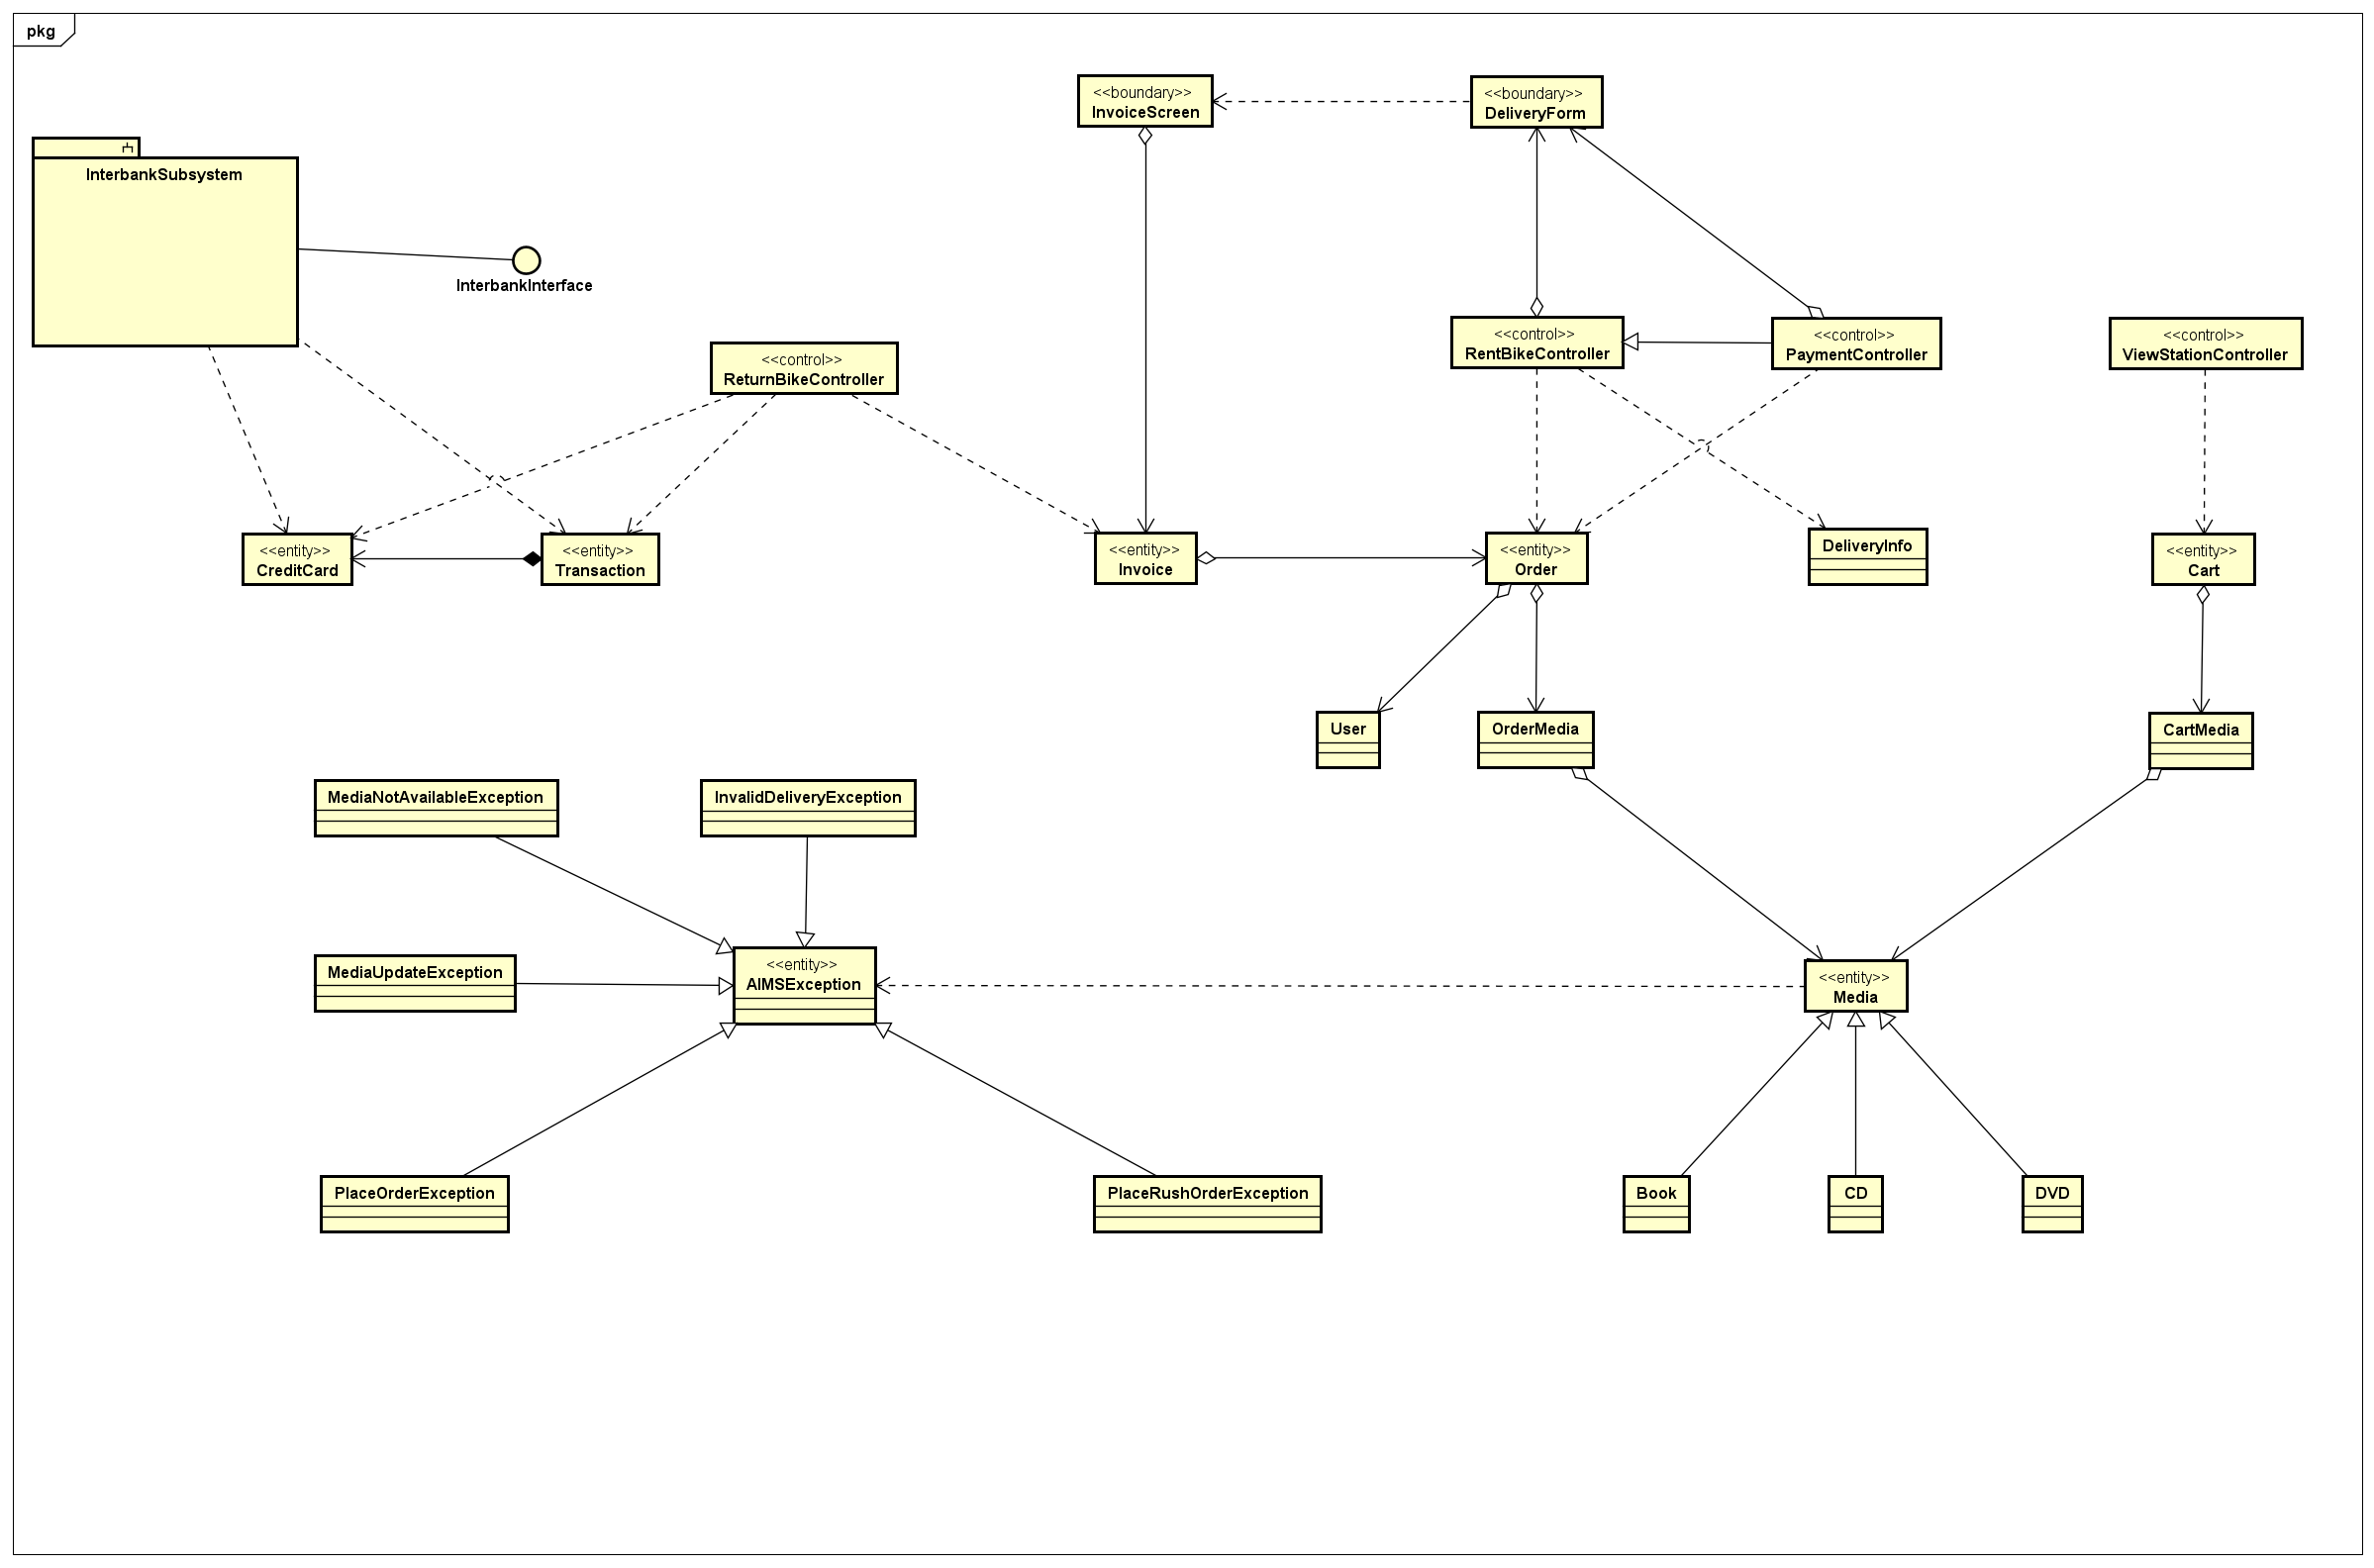 pkg
<<boundary>>
InvoiceScreen
<<boundary>>
DeliveryForm
InterbankSubsystem
InterbankInterface
<<control>>
ReturnBikeController
<<control>>
RentBikeController
<<control>>
PaymentController
<<control>>
ViewStationController
<<entity>>
CreditCard
<<entity>>
Transaction
<<entity>>
Invoice
<<entity>>
Order
DeliveryInfo
<<entity>>
Cart
User
OrderMedia
CartMedia
MediaNotAvailableException
InvalidDeliveryException
MediaUpdateException
<<entity>>
AIMSException
<<entity>>
Media
PlaceOrderException
PlaceRushOrderException
Book
CD
DVD